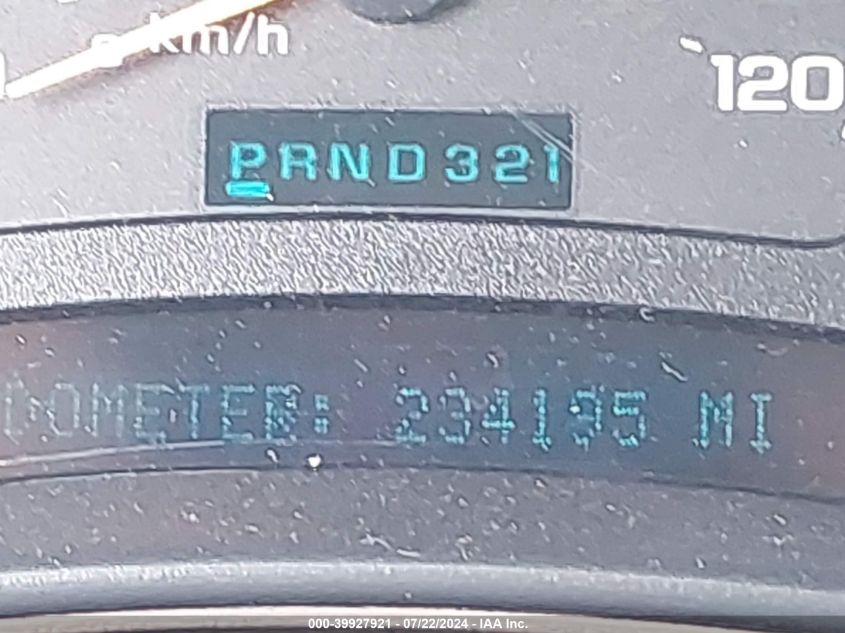 km/h
120
PRND321
ODOMETER: 234195 MI
000-39927921 - 07/22/2024 - IAA Inc.